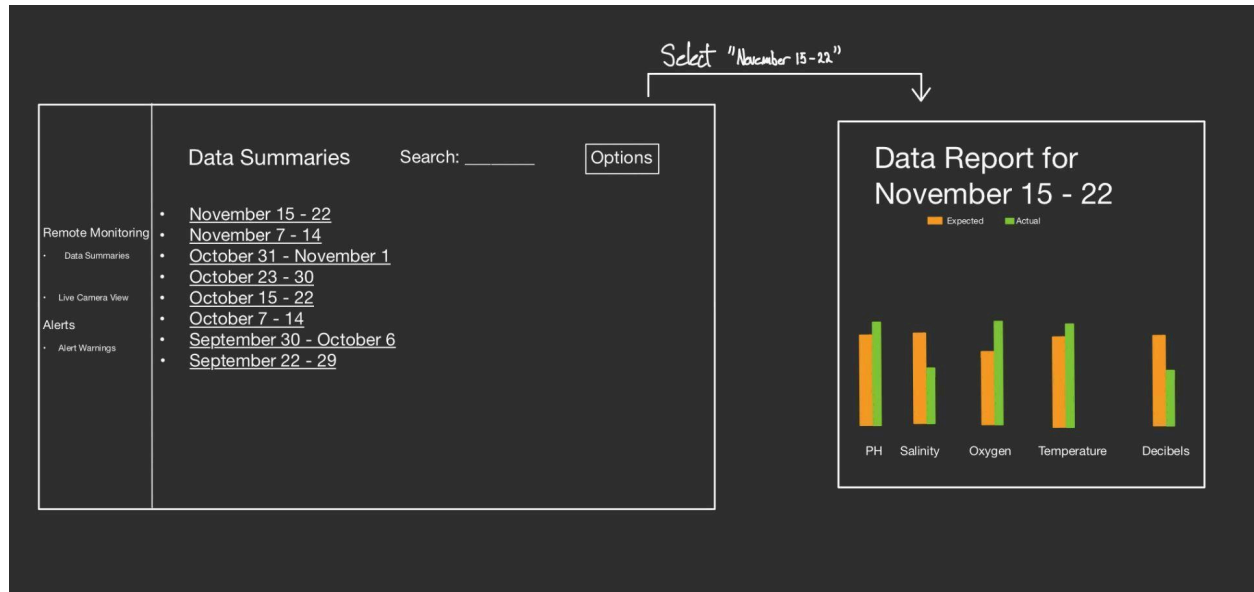 Select "November 15-22"
Data Summaries
Search: ________
Options
Remote Monitoring
• Data Summaries
• Live Camera View
Alerts
• Alert Warnings
• November 15 - 22
• November 7 - 14
• October 31 - November 1
• October 23 - 30
• October 15 - 22
• October 7 - 14
• September 30 - October 6
• September 22 - 29
Data Report for
November 15 - 22
Expected Actual
PH Salinity Oxygen Temperature Decibels